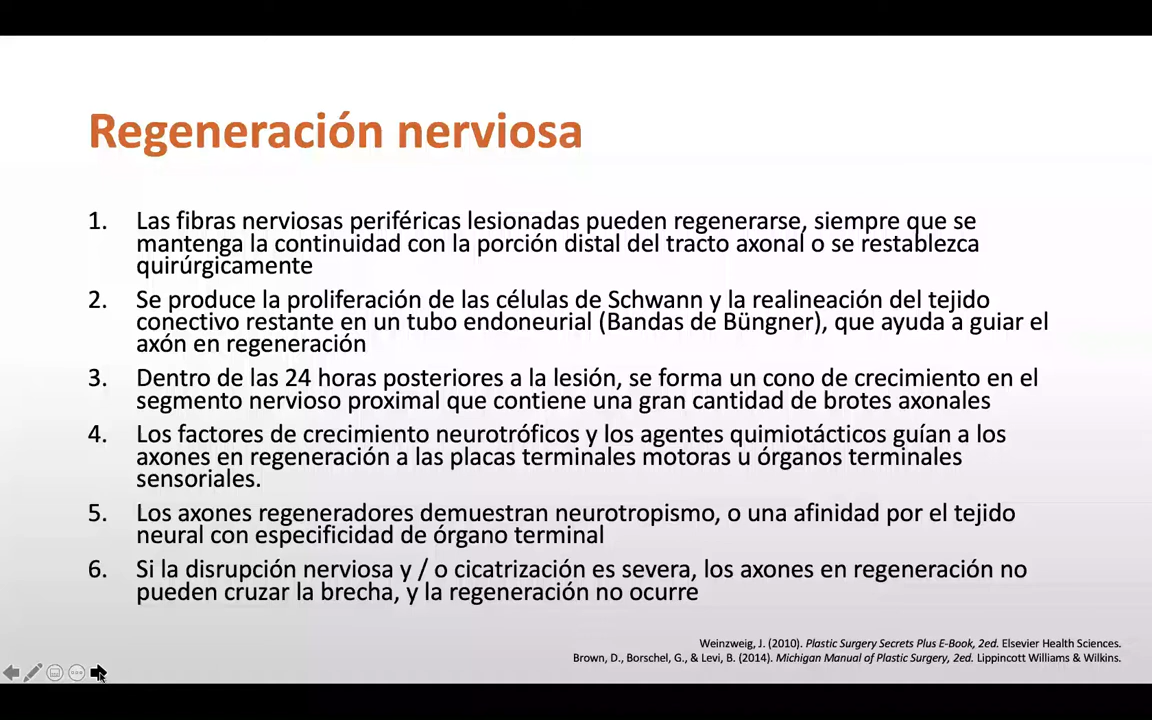 Regeneración nerviosa
1. Las fibras nerviosas periféricas lesionadas pueden regenerarse, siempre que se
mantenga la continuidad con la porción distal del tracto axonal o se restablezca
quirúrgicamente
2. Se produce la proliferación de las células de Schwann y la realineación del tejido
conectivo restante en un tubo endoneurial (Bandas de Büngner), que ayuda a guiar el
axón en regeneración
3. Dentro de las 24 horas posteriores a la lesión, se forma un cono de crecimiento en el
segmento nervioso proximal que contiene una gran cantidad de brotes axonales
4. Los factores de crecimiento neurotróficos y los agentes quimiotácticos guían a los
axones en regeneración a las placas terminales motoras u órganos terminales
sensoriales.
5. Los axones regeneradores demuestran neurotropismo, o una afinidad por el tejido
neural con especificidad de órgano terminal
6. Si la disrupción nerviosa y / o cicatrización es severa, los axones en regeneración no
pueden cruzar la brecha, y la regeneración no ocurre
Weinzweig, J. (2010). Plastic Surgery Secrets Plus E-Book, 2ed. Elsevier Health Sciences.
Brown, D., Borschel, G., & Levi, B. (2014). Michigan Manual of Plastic Surgery, 2ed. Lippincott Williams & Wilkins.